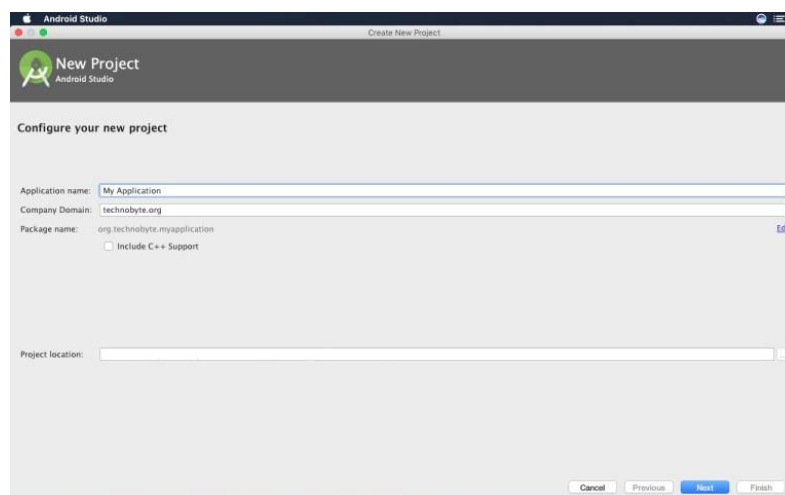 Android Studio
Create New Project
New Project
Android Studio
Configure your new project
Application name: My Application
Company Domain: technobyte.org
Package name: org.technobyte.myapplication
Ed
Include C++ Support
Project location:
Cancel Previous Next Finish